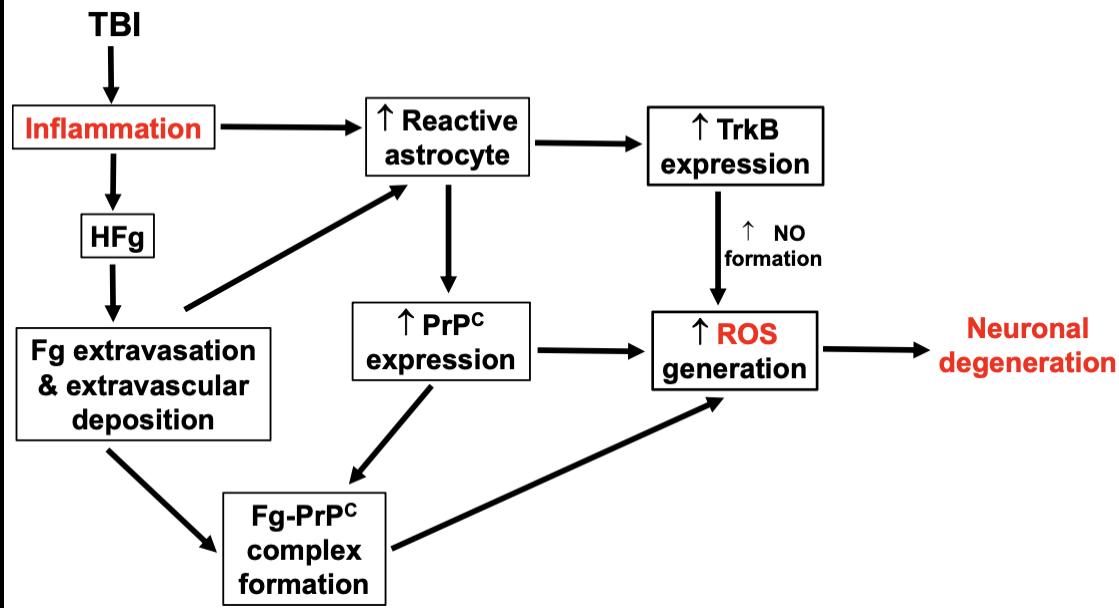 TBI
Inflammation
↑ Reactive
astrocyte
↑ TrkB
expression
HFg
↑ NO
formation
Fg extravasation
& extravascular
deposition
↑ PrPᶜ
expression
↑ ROS
generation
Neuronal
degeneration
Fg-PrPᶜ
complex
formation